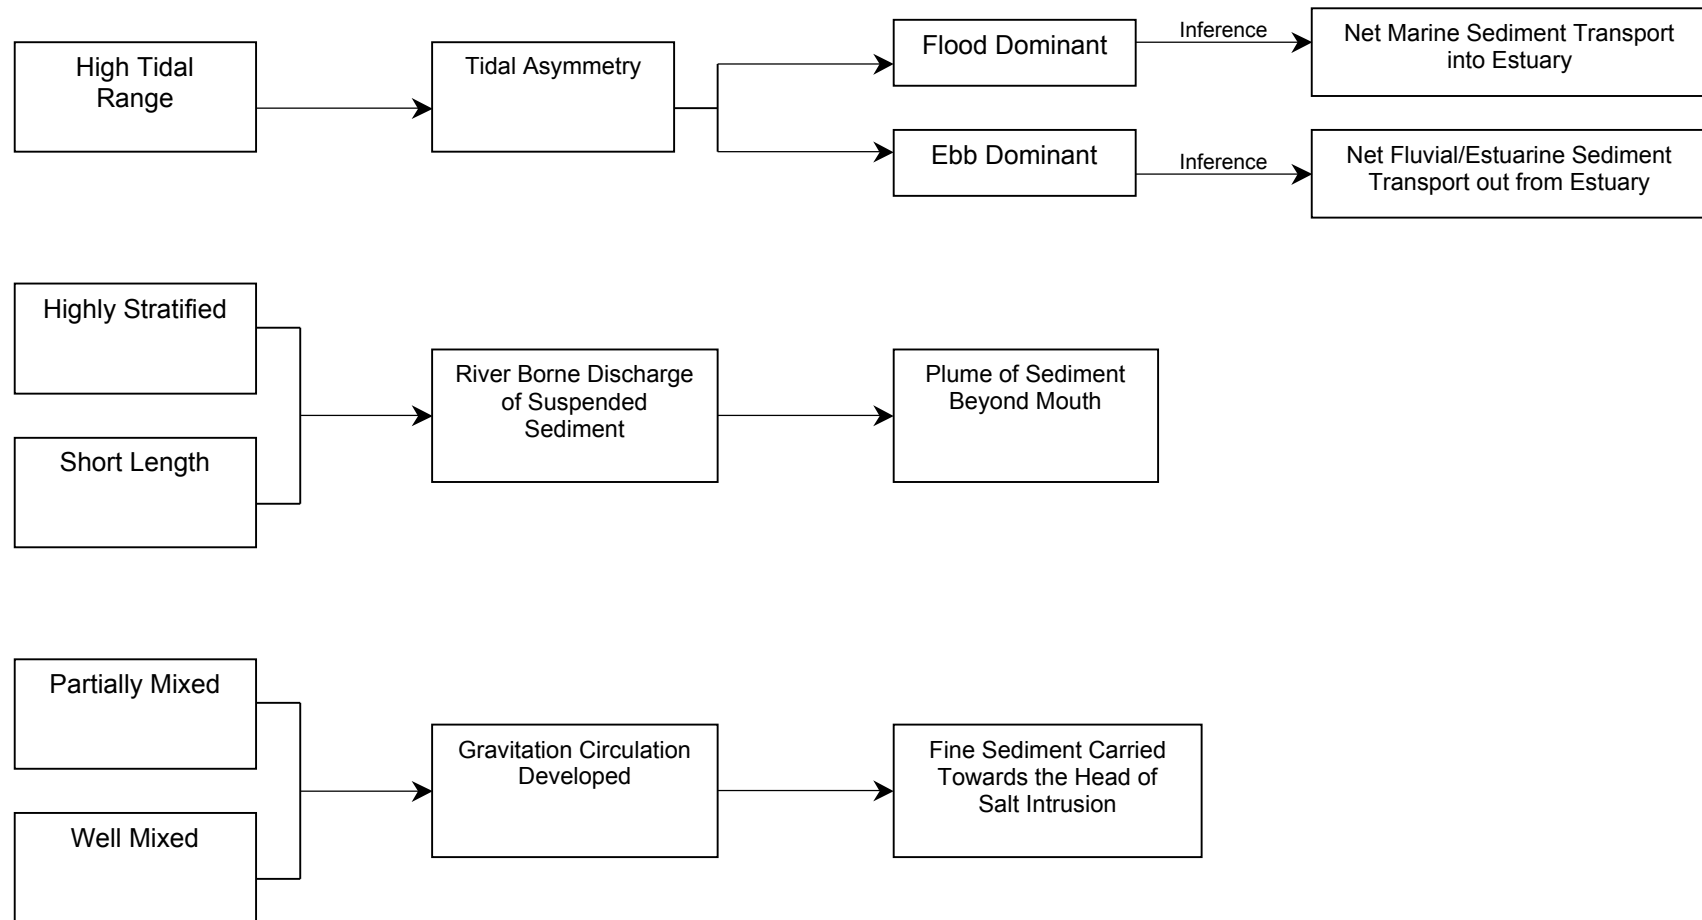 High Tidal
Range
Tidal Asymmetry
Flood Dominant
Inference
Net Marine Sediment Transport
into Estuary
Ebb Dominant
Inference
Net Fluvial/Estuarine Sediment
Transport out from Estuary
Highly Stratified
Short Length
River Borne Discharge
of Suspended
Sediment
Plume of Sediment
Beyond Mouth
Partially Mixed
Well Mixed
Gravitation Circulation
Developed
Fine Sediment Carried
Towards the Head of
Salt Intrusion